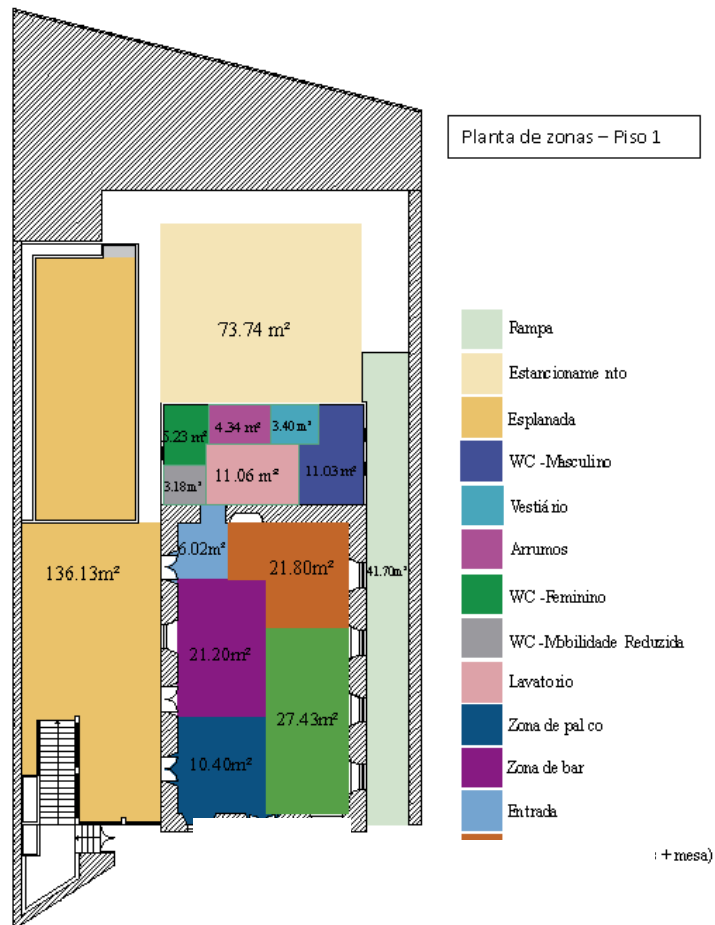 Planta de zonas – Piso 1
73.74 m²
5.23 m²
4.34 m²
3.40 m²
11.03 m²
3.18m²
11.06 m²
6.02m²
21.80m²
41.70m²
136.13m²
21.20m²
27.43m²
10.40m²
Rampa
Estancioname nto
Esplanada
WC -Masculino
Vestiário
Arrumos
WC -Feminino
WC -Mobilidade Reduzida
Lavatorio
Zona de pal co
Zona de bar
Entrada
+ mesa)